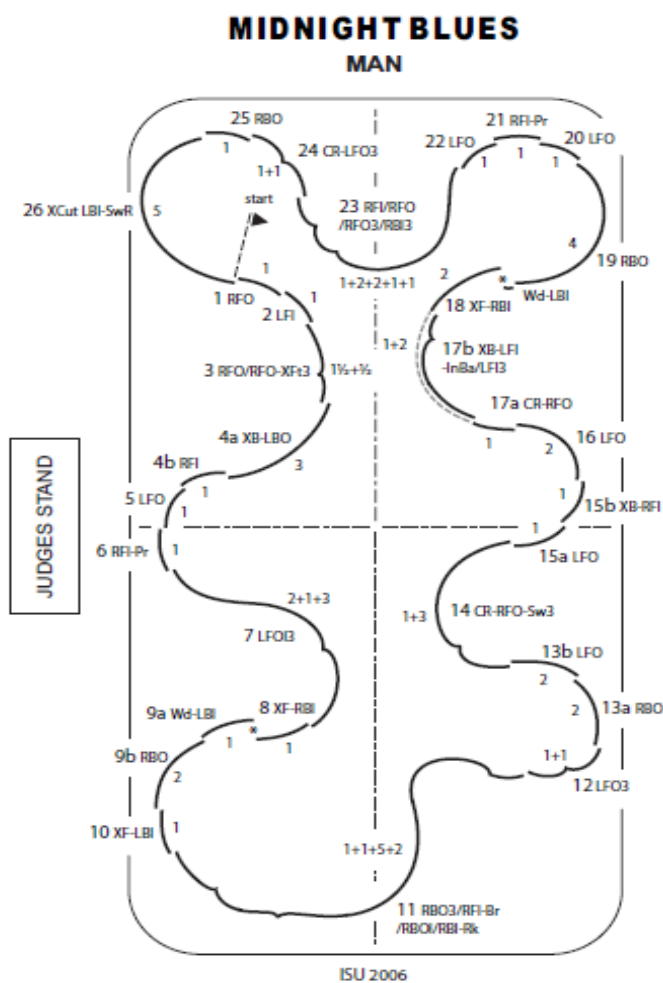 MIDNIGHT BLUES
MAN
25 RBO
1
1+1
24 CR-LFO3
start
26 XCut LBI-SwR
5
21 RFI-Pr
22 LFO
20 LFO
1
1
1
23 RFI/RFO
/RFO3/RBI3
1+2+2+1+1
4
19 RBO
2
*
Wd-LBI
18 XF-RBI
1
1 RFO
1
2 LFI
1+2
17b XB-LFI
-InBa/LFI3
3 RFO/RFO-XFt3
1½+½
17a CR-RFO
1
2
16 LFO
4a XB-LBO
3
4b RFI
1
5 LFO
1
1
15b XB-RFI
JUDGES STAND
6 RFI-Pr
1
1
15a LFO
2+1+3
7 LFOI3
1+3
14 CR-RFO-Sw3
13b LFO
2
2
13a RBO
9a Wd-LBI
8 XF-RBI
*
1
1
9b RBO
2
1+1
12 LFO3
10 XF-LBI
1
1+1+5+2
11 RBO3/RFI-Br
/RBOI/RBI-Rk
ISU 2006